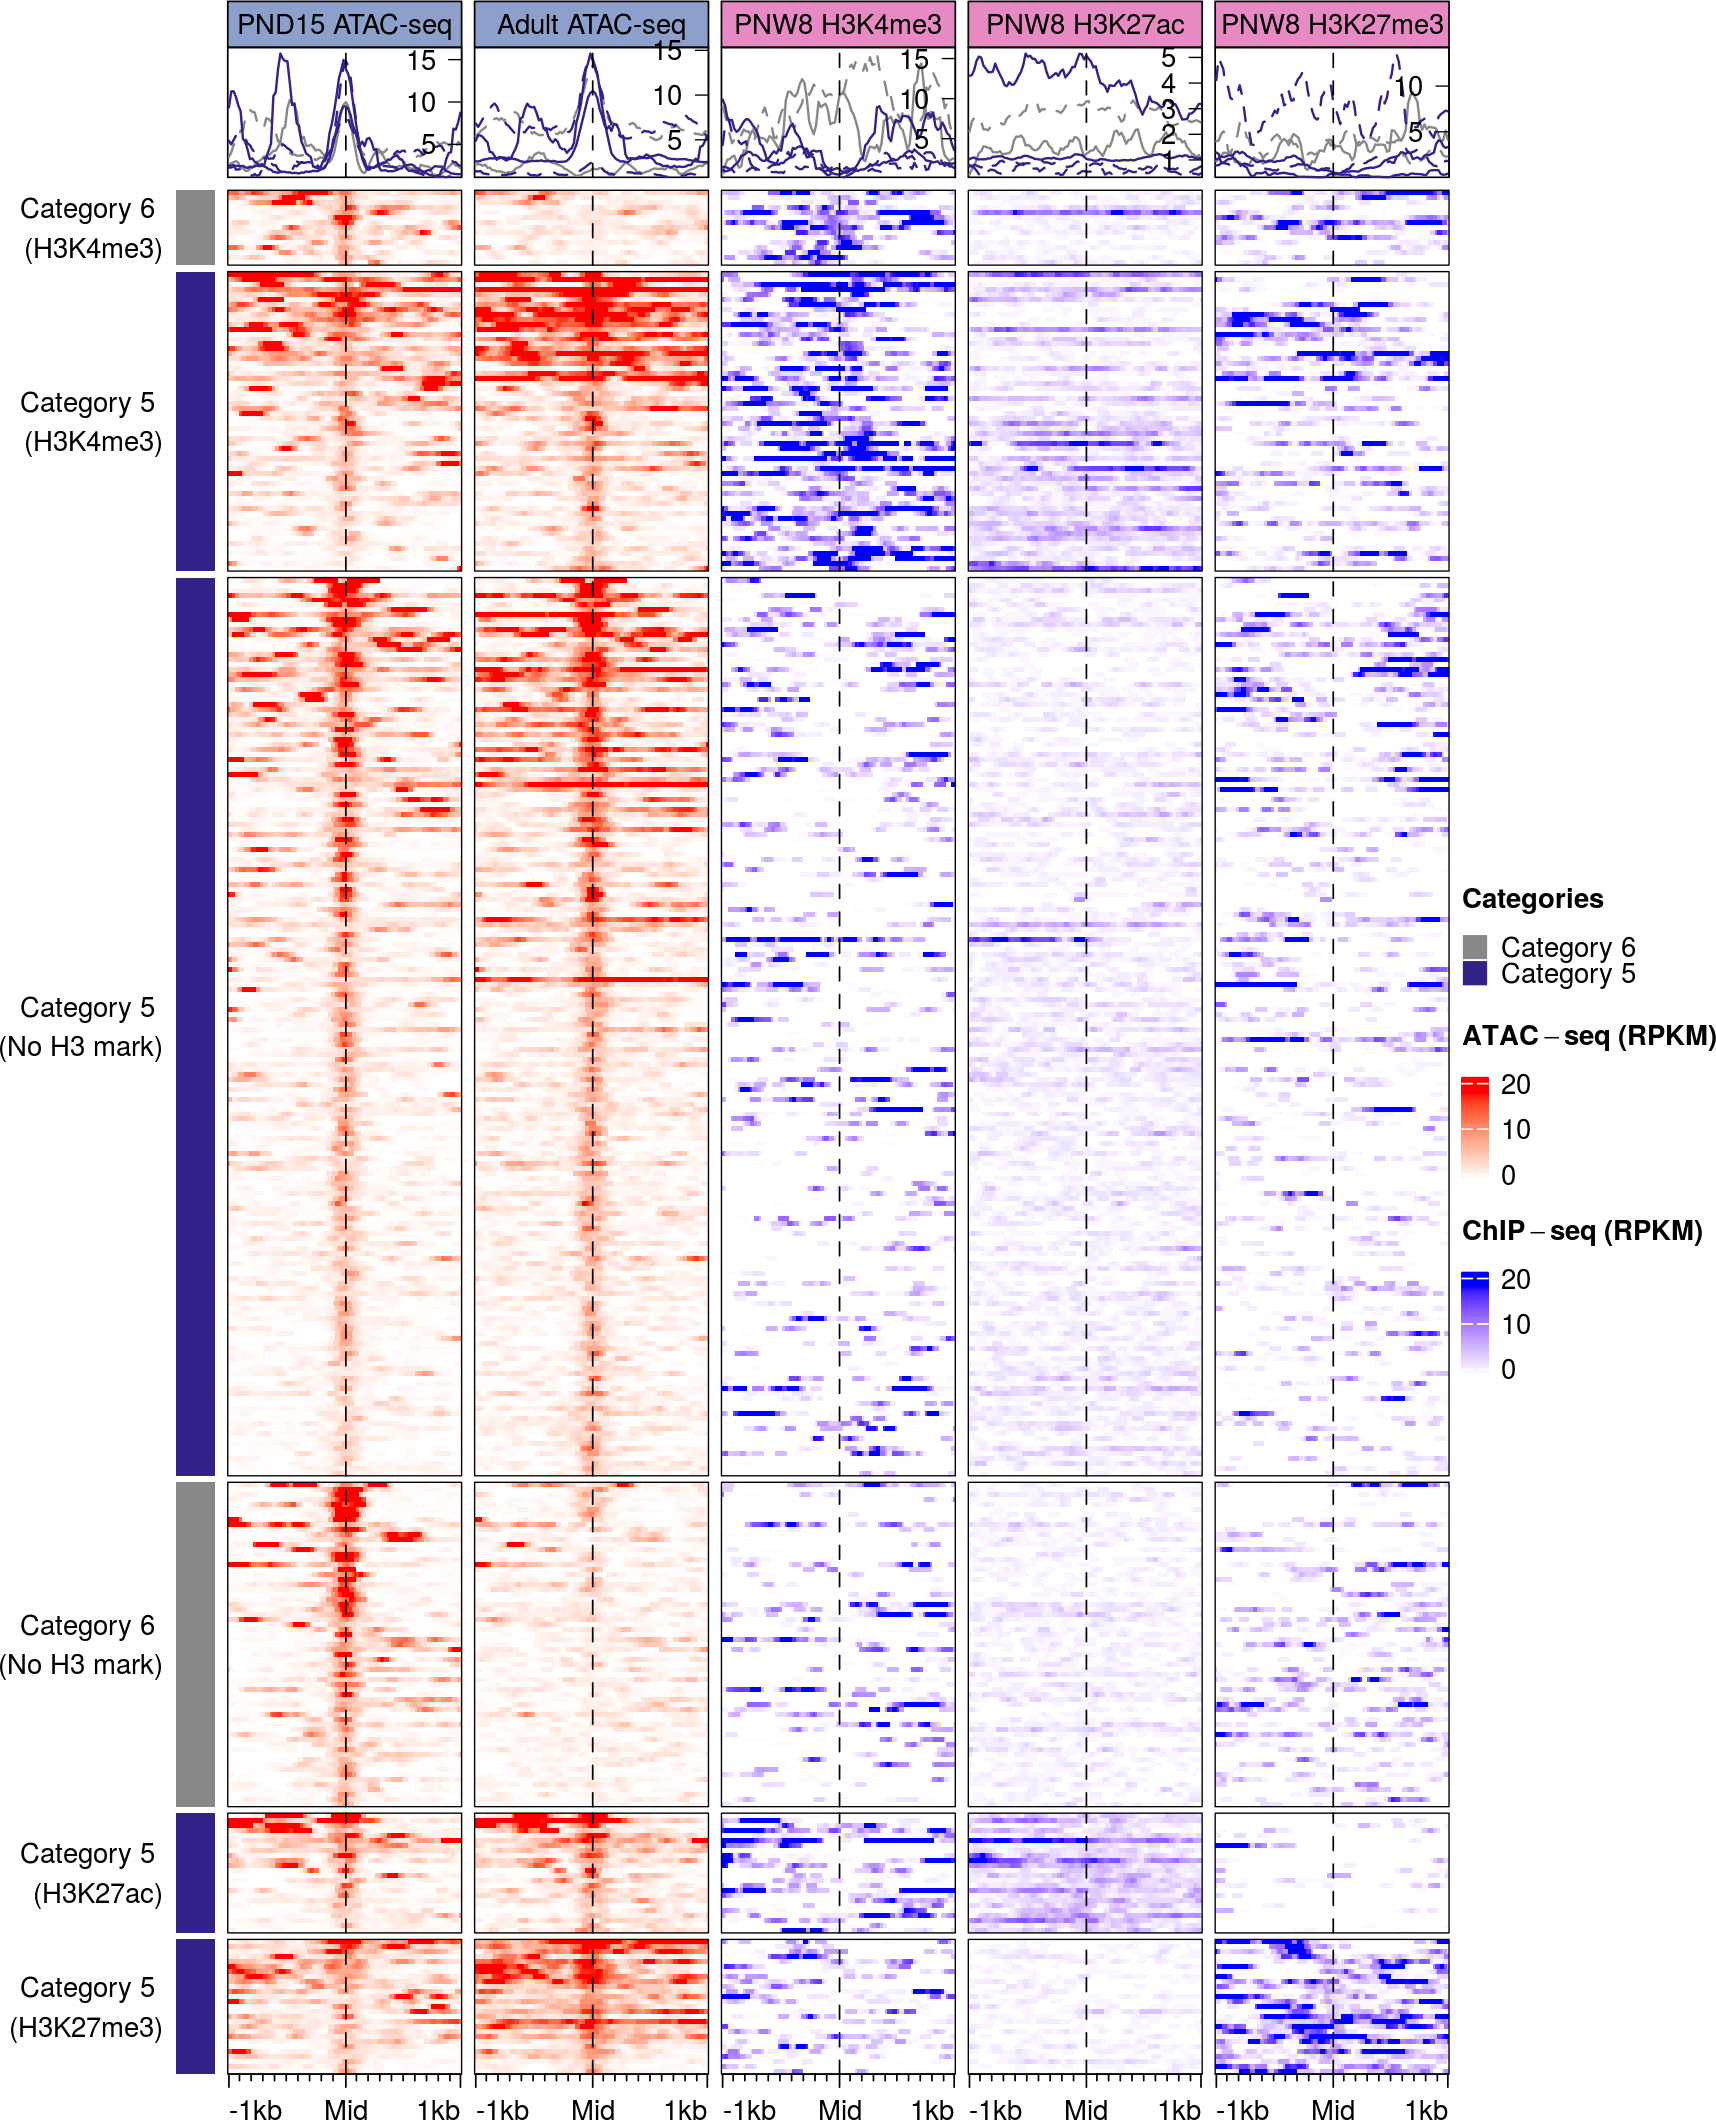 PND15 ATAC-seq
Adult ATAC-seq
PNW8 H3K4me3
PNW8 H3K27ac
PNW8 H3K27me3
15
10
5
15
10
5
15
10
5
5
4
3
2
1
10
5
Category 6
(H3K4me3)
Category 5
(H3K4me3)
Category 5
(No H3 mark)
Category 6
(No H3 mark)
Category 5
(H3K27ac)
Category 5
(H3K27me3)
-1kb Mid 1kb
-1kb Mid 1kb
-1kb Mid 1kb
-1kb Mid 1kb
-1kb Mid 1kb
Categories
Category 6
Category 5
ATAC–seq (RPKM)
20
10
0
ChIP–seq (RPKM)
20
10
0